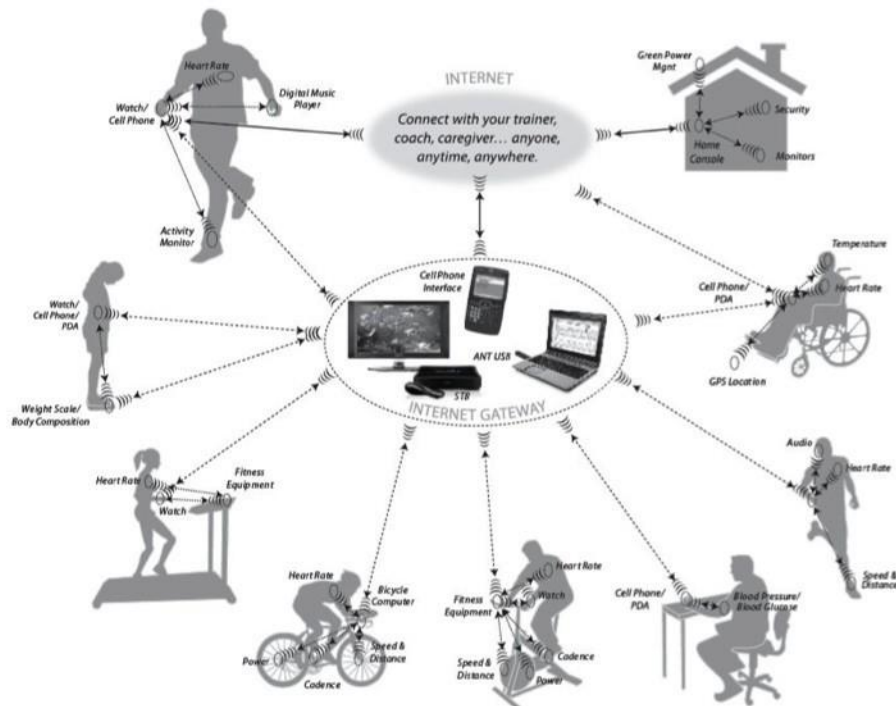 Heart Rate
Digital Music
Player
Watch/
Cell Phone
Activity
Monitor
INTERNET
Connect with your trainer,
coach, caregiver... anyone,
anytime, anywhere.
Green Power
Mgnt
Security
Home
Console
Monitors
Watch/
Cell Phone/
PDA
Weight Scale/
Body Composition
Cell Phone
Interface
ANT USB
STB
INTERNET GATEWAY
Temperature
Cell Phone/
PDA
Heart Rate
GPS Location
Heart Rate
Fitness
Equipment
Watch
Audio
Heart Rate
Speed &
Distance
Heart Rate
Bicycle
Computer
Power
Cadence
Speed &
Distance
Heart Rate
Fitness
Equipment
Watch
Speed &
Distance
Cadence
Power
Cell Phone/
PDA
Blood Pressure/
Blood Glucose